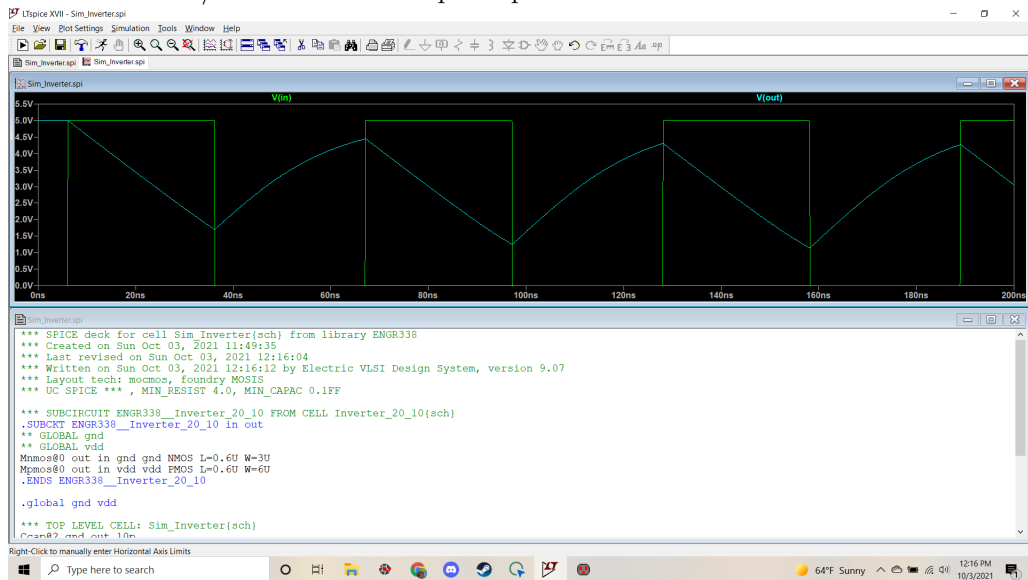 LTspice XVII - Sim_Inverter.spi
File View Plot Settings Simulation Tools Window Help
Sim_Inverter.spi Sim_Inverter.spi
Sim_Inverter.spi
V(in) V(out)
5.5V
5.0V
4.5V
4.0V
3.5V
3.0V
2.5V
2.0V
1.5V
1.0V
0.5V
0.0V
0ns 20ns 40ns 60ns 80ns 100ns 120ns 140ns 160ns 180ns 200ns
Sim_Inverter.spi
*** SPICE deck for cell Sim_Inverter{sch} from library ENGR338
*** Created on Sun Oct 03, 2021 11:49:35
*** Last revised on Sun Oct 03, 2021 12:16:04
*** Written on Sun Oct 03, 2021 12:16:12 by Electric VLSI Design System, version 9.07
*** Layout tech: mocmos, foundry MOSIS
*** UC SPICE *** , MIN_RESIST 4.0, MIN_CAPAC 0.1FF
*** SUBCIRCUIT ENGR338__Inverter_20_10 FROM CELL Inverter_20_10{sch}
.SUBCKT ENGR338__Inverter_20_10 in out
** GLOBAL gnd
** GLOBAL vdd
Mnmos@0 out in gnd gnd NMOS L=0.6U W=3U
Mpmos@0 out in vdd vdd PMOS L=0.6U W=6U
.ENDS ENGR338__Inverter_20_10
.global gnd vdd
*** TOP LEVEL CELL: Sim_Inverter{sch}
Ccap@2 gnd out 10p
Right-Click to manually enter Horizontal Axis Limits
Type here to search
64°F Sunny
12:16 PM
10/3/2021